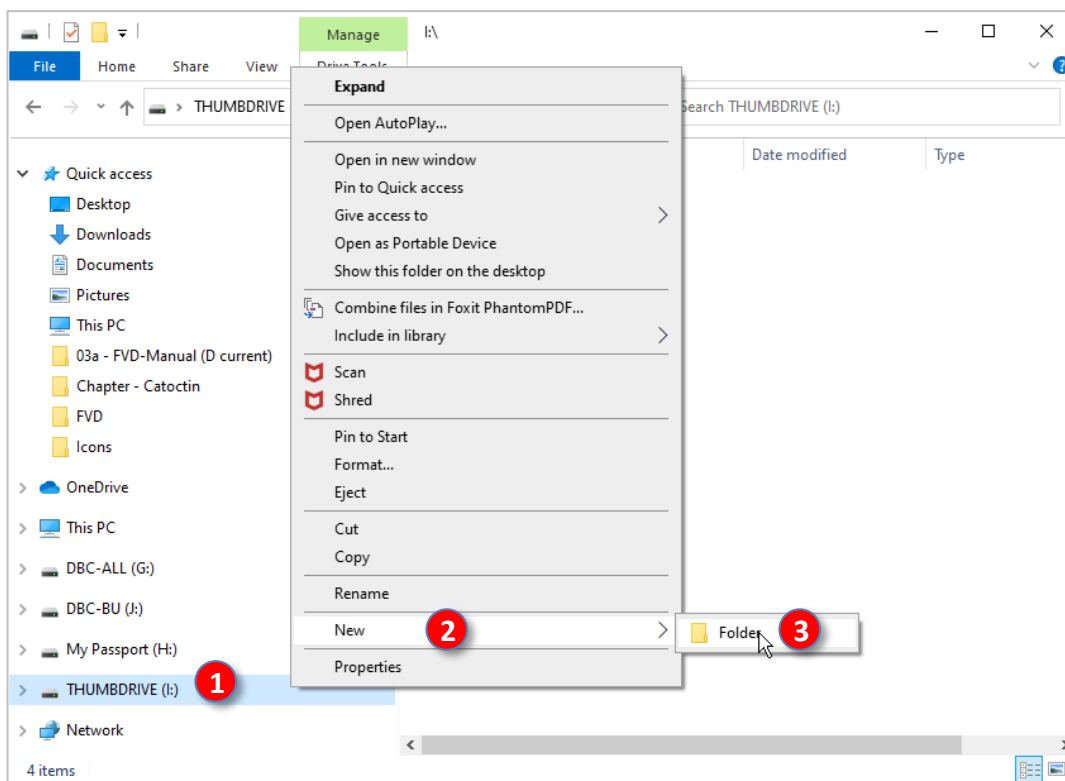 Manage
I:\
File
Home
Share
View
Drive Tools
THUMBDRIVE
Search THUMBDRIVE (I:)
Date modified
Type
Quick access
Desktop
Downloads
Documents
Pictures
This PC
03a - FVD-Manual (D current)
Chapter - Catoctin
FVD
Icons
OneDrive
This PC
DBC-ALL (G:)
DBC-BU (J:)
My Passport (H:)
THUMBDRIVE (I:)
1
Network
4 items
Expand
Open AutoPlay...
Open in new window
Pin to Quick access
Give access to
Open as Portable Device
Show this folder on the desktop
Combine files in Foxit PhantomPDF...
Include in library
Scan
Shred
Pin to Start
Format...
Eject
Cut
Copy
Rename
New
2
Properties
Folder
3